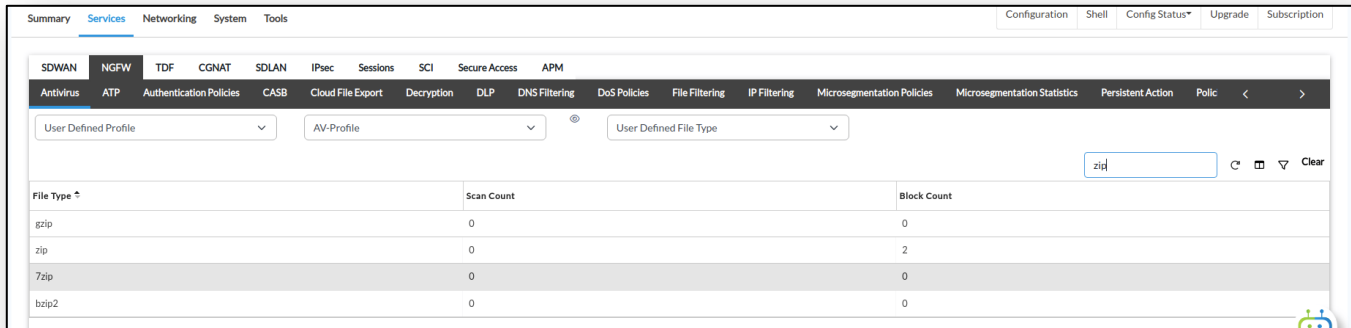 Summary Services Networking System Tools Configuration Shell Config Status Upgrade Subscription
SDWAN NGFW TDF CGNAT SDLAN IPsec Sessions SCI Secure Access APM
Antivirus ATP Authentication Policies CASB Cloud File Export Decryption DLP DNS Filtering DoS Policies File Filtering IP Filtering Microsegmentation Policies Microsegmentation Statistics Persistent Action Polic
User Defined Profile AV-Profile User Defined File Type
zip Clear
File Type Scan Count Block Count
gzip 0 0
zip 0 2
7zip 0 0
bzip2 0 0